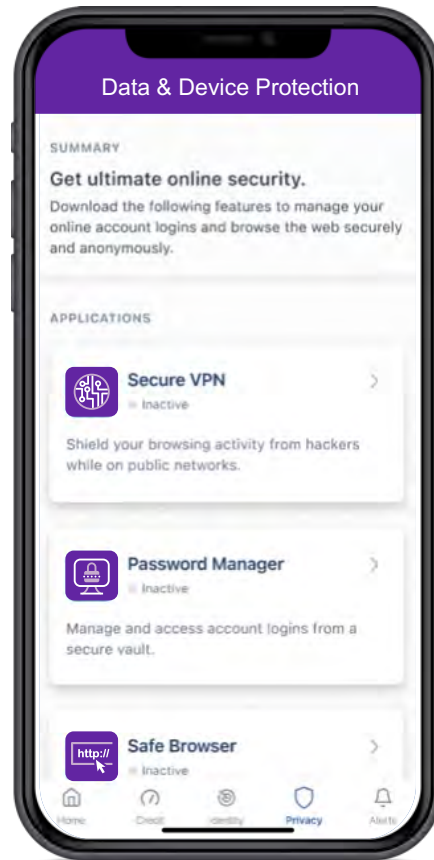 Data & Device Protection
SUMMARY
Get ultimate online security.
Download the following features to manage your
online account logins and browse the web securely
and anonymously.
APPLICATIONS
Secure VPN
Inactive
Shield your browsing activity from hackers
while on public networks.
Password Manager
Inactive
Manage and access account logins from a
secure vault.
http://
Safe Browser
Inactive
Home Credit Identity Privacy Alerts